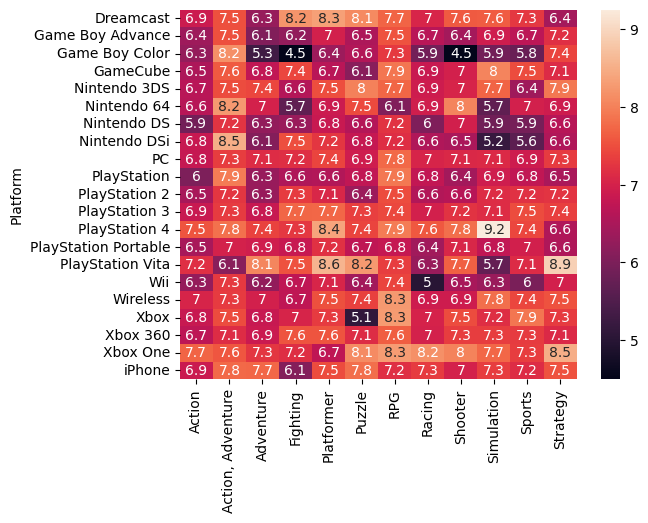 Platform
Dreamcast 6.9 7.5 6.3 8.2 8.3 8.1 7.7 7 7.6 7.6 7.3 6.4
Game Boy Advance 6.4 7.5 6.1 6.2 7 6.5 7.5 6.7 6.4 6.9 6.7 7.2
Game Boy Color 6.3 8.2 5.3 4.5 6.4 6.6 7.3 5.9 4.5 5.9 5.8 7.4
GameCube 6.5 7.6 6.8 7.4 6.7 6.1 7.9 6.9 7 8 7.5 7.1
Nintendo 3DS 6.7 7.5 7.4 6.6 7.5 8 7.7 6.9 7 7.7 6.4 7.9
Nintendo 64 6.6 8.2 7 5.7 6.9 7.5 6.1 6.9 8 5.7 7 6.9
Nintendo DS 5.9 7.2 6.3 6.3 6.8 6.6 7.2 6 7 5.9 5.9 6.6
Nintendo DSi 6.8 8.5 6.1 7.5 7.2 6.8 7.2 6.6 6.5 5.2 5.6 6.6
PC 6.8 7.3 7.1 7.2 7.4 6.9 7.8 7 7.1 7.1 6.9 7.3
PlayStation 6 7.9 6.3 6.6 6.6 6.8 7.9 6.8 6.4 6.9 6.8 6.5
PlayStation 2 6.5 7.2 6.3 7.3 7.1 6.4 7.5 6.6 6.6 7.2 7.2 7.2
PlayStation 3 6.9 7.3 6.8 7.7 7.7 7.3 7.4 7 7.2 7.1 7.5 7.4
PlayStation 4 7.5 7.8 7.4 7.3 8.4 7.4 7.9 7.6 7.8 9.2 7.4 6.6
PlayStation Portable 6.5 7 6.9 6.8 7.2 6.7 6.8 6.4 7.1 6.8 7 6.6
PlayStation Vita 7.2 6.1 8.1 7.5 8.6 8.2 7.3 6.3 7.7 5.7 7.1 8.9
Wii 6.3 7.3 6.2 6.7 7.1 6.4 7.4 5 6.5 6.3 6 7
Wireless 7 7.3 7 6.7 7.5 7.4 8.3 6.9 6.9 7.8 7.4 7.5
Xbox 6.8 7.5 6.8 7 7.3 5.1 8.3 7 7.5 7.2 7.9 7.3
Xbox 360 6.7 7.1 6.9 7.6 7.6 7.1 7.6 7 7.3 7.3 7.3 7.1
Xbox One 7.7 7.6 7.3 7.2 6.7 8.1 8.3 8.2 8 7.7 7.3 8.5
iPhone 6.9 7.8 7.7 6.1 7.5 7.8 7.2 7.3 7 7.3 7.2 7.5
Action
Action, Adventure
Adventure
Fighting
Platformer
Puzzle
RPG
Racing
Shooter
Simulation
Sports
Strategy
9
8
7
6
5